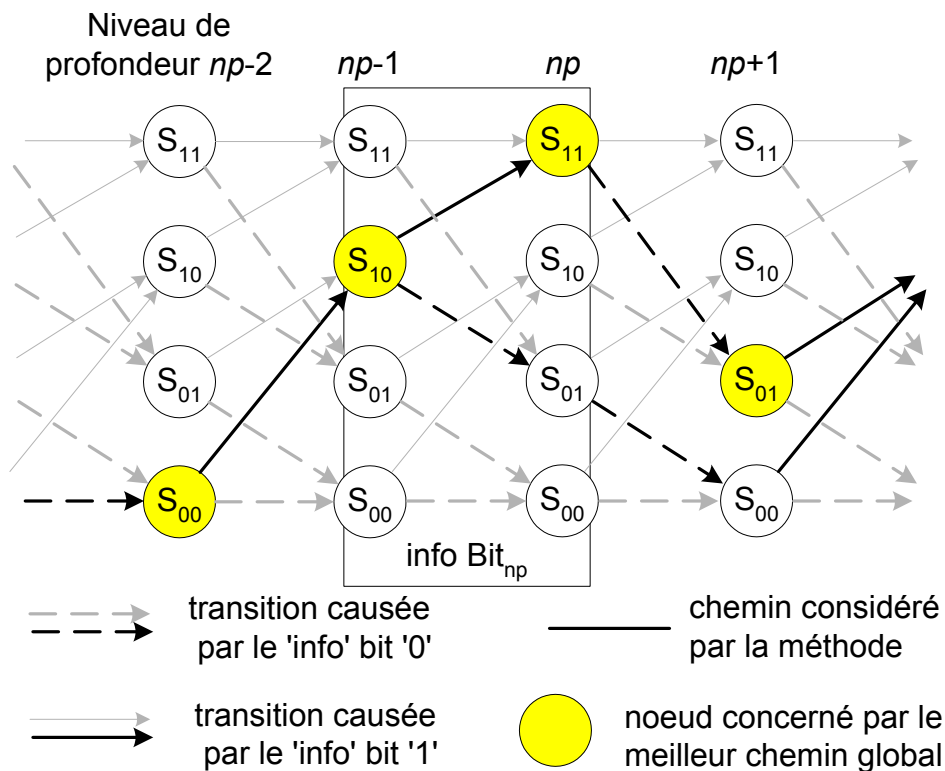 Niveau de
profondeur np-2 np-1 np np+1
S11 S11 S11 S11
S10 S10 S10 S10
S01 S01 S01 S01
S00 S00 S00 S00
info Bitnp
transition causée
par le 'info' bit '0'
chemin considéré
par la méthode
transition causée
par le 'info' bit '1'
noeud concerné par le
meilleur chemin global